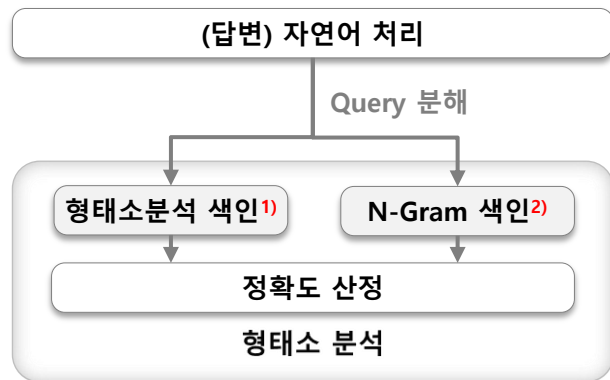 (답변) 자연어 처리
Query 분해
형태소분석 색인1)
N-Gram 색인2)
정확도 산정
형태소 분석